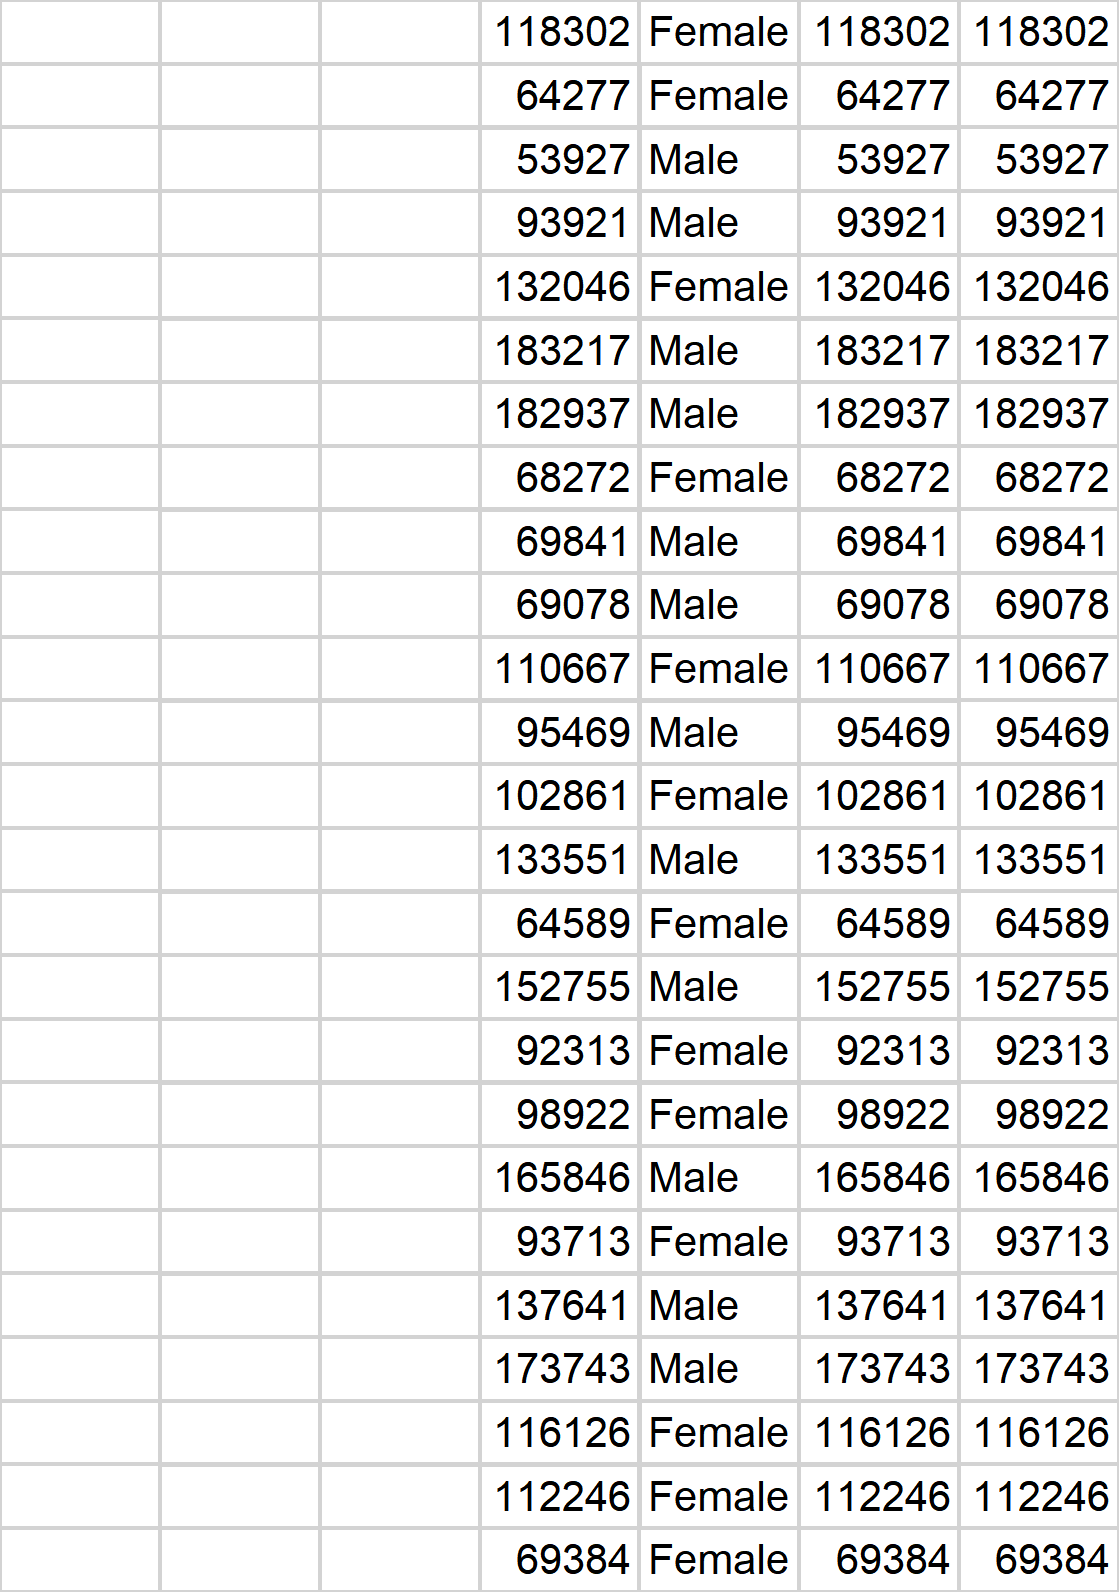 118302 Female 118302 118302
64277 Female 64277 64277
53927 Male 53927 53927
93921 Male 93921 93921
132046 Female 132046 132046
183217 Male 183217 183217
182937 Male 182937 182937
68272 Female 68272 68272
69841 Male 69841 69841
69078 Male 69078 69078
110667 Female 110667 110667
95469 Male 95469 95469
102861 Female 102861 102861
133551 Male 133551 133551
64589 Female 64589 64589
152755 Male 152755 152755
92313 Female 92313 92313
98922 Female 98922 98922
165846 Male 165846 165846
93713 Female 93713 93713
137641 Male 137641 137641
173743 Male 173743 173743
116126 Female 116126 116126
112246 Female 112246 112246
69384 Female 69384 69384